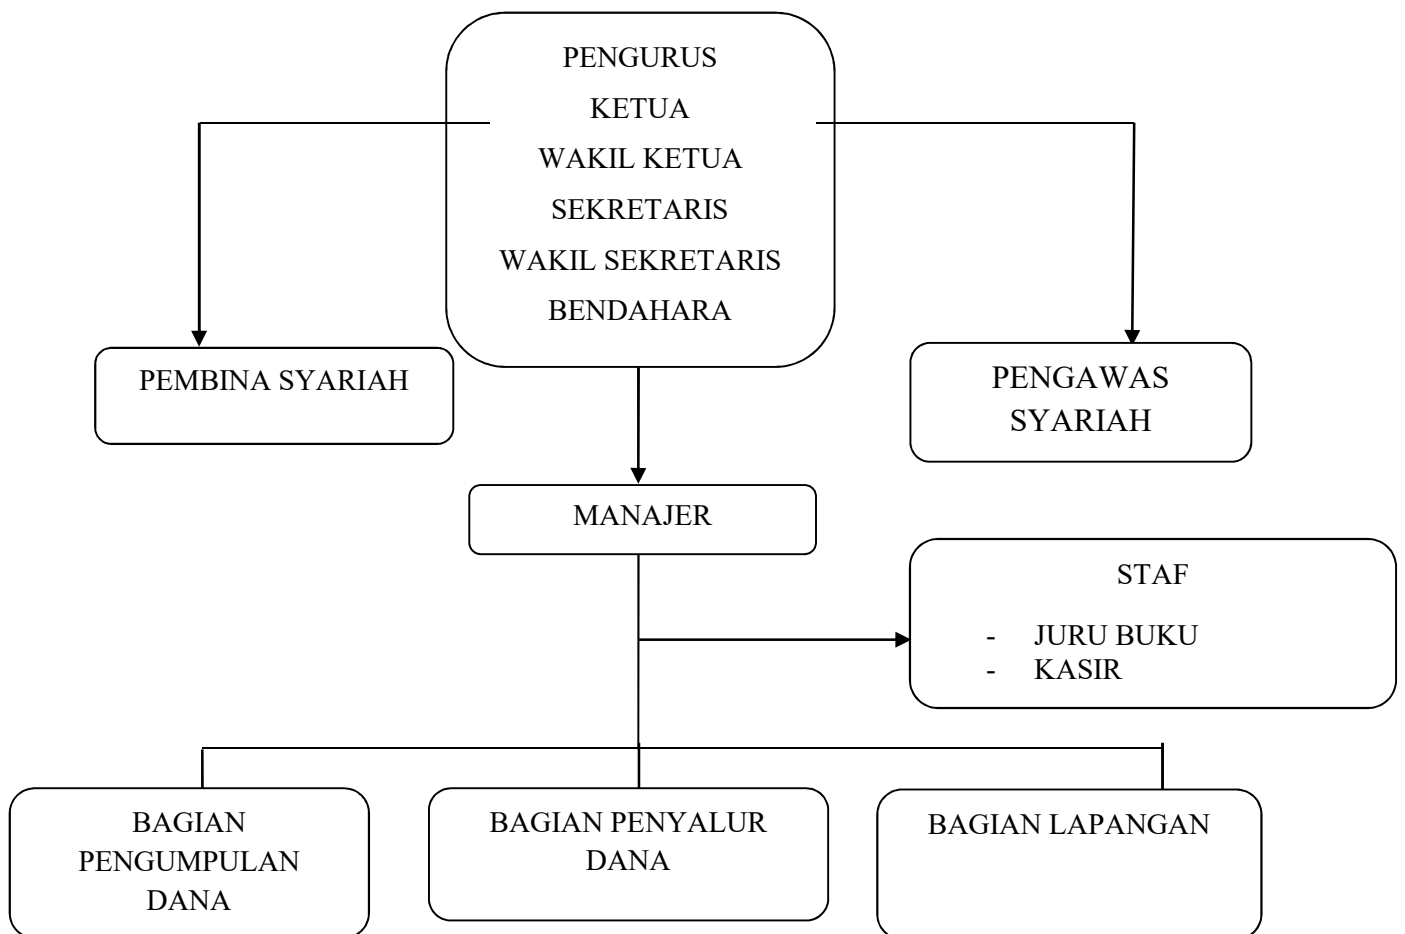 PENGURUS
KETUA
WAKIL KETUA
SEKRETARIS
WAKIL SEKRETARIS
BENDAHARA
PEMBINA SYARIAH
PENGAWAS
SYARIAH
MANAJER
STAF
- JURU BUKU
- KASIR
BAGIAN
PENGUMPULAN
DANA
BAGIAN PENYALUR
DANA
BAGIAN LAPANGAN